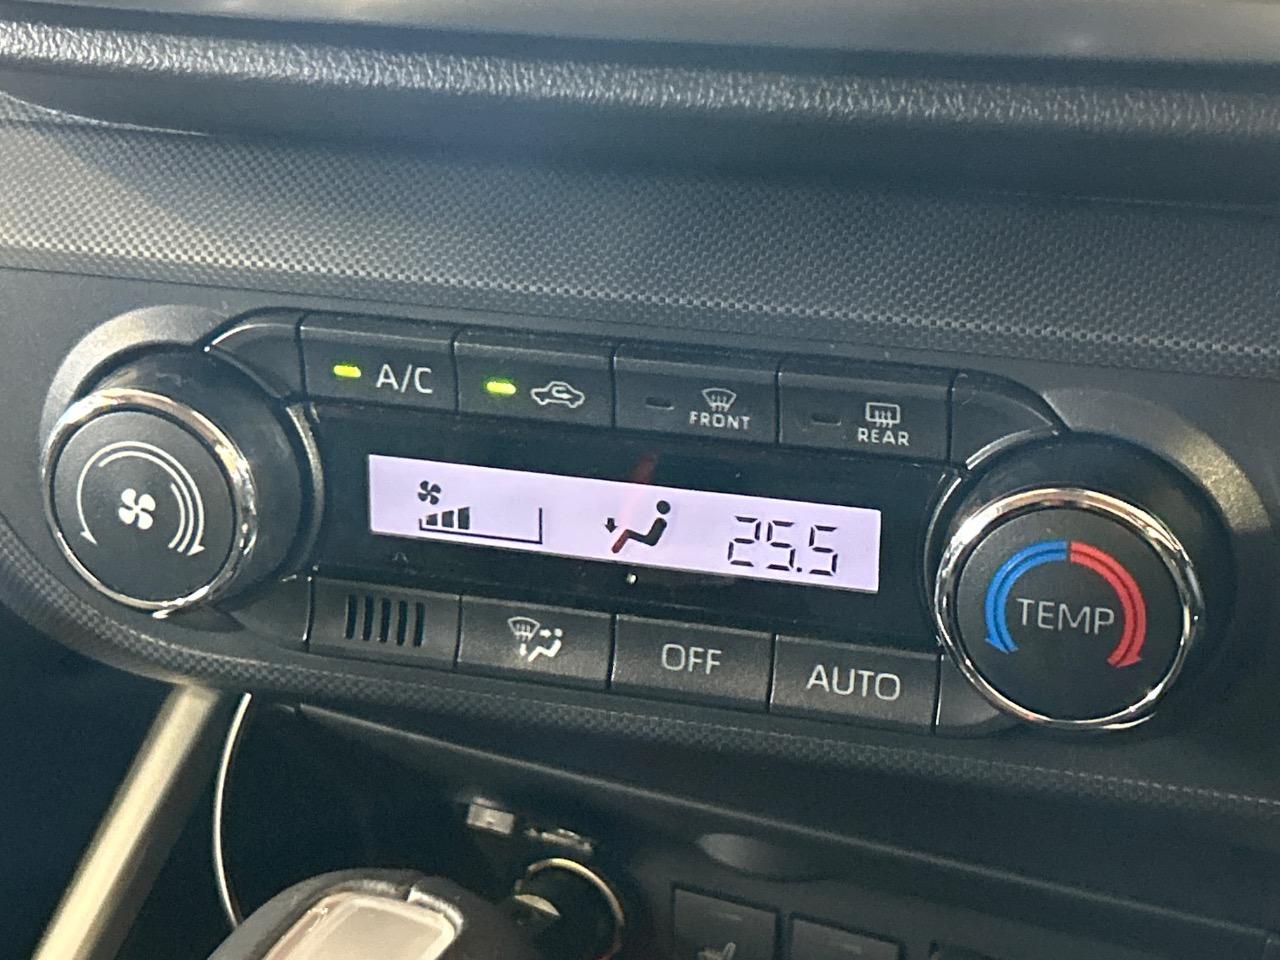 A/C
FRONT
REAR
25.5
TEMP
OFF
AUTO